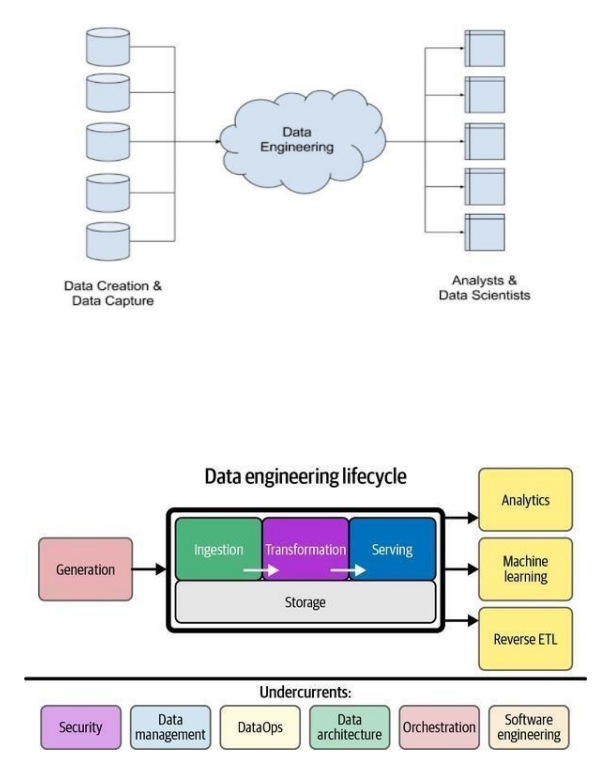 Data
Engineering
Data Creation &
Data Capture
Analysts &
Data Scientists
Data engineering lifecycle
Generation
Ingestion
Transformation
Serving
Storage
Analytics
Machine
learning
Reverse ETL
Undercurrents:
Security
Data
management
DataOps
Data
architecture
Orchestration
Software
engineering